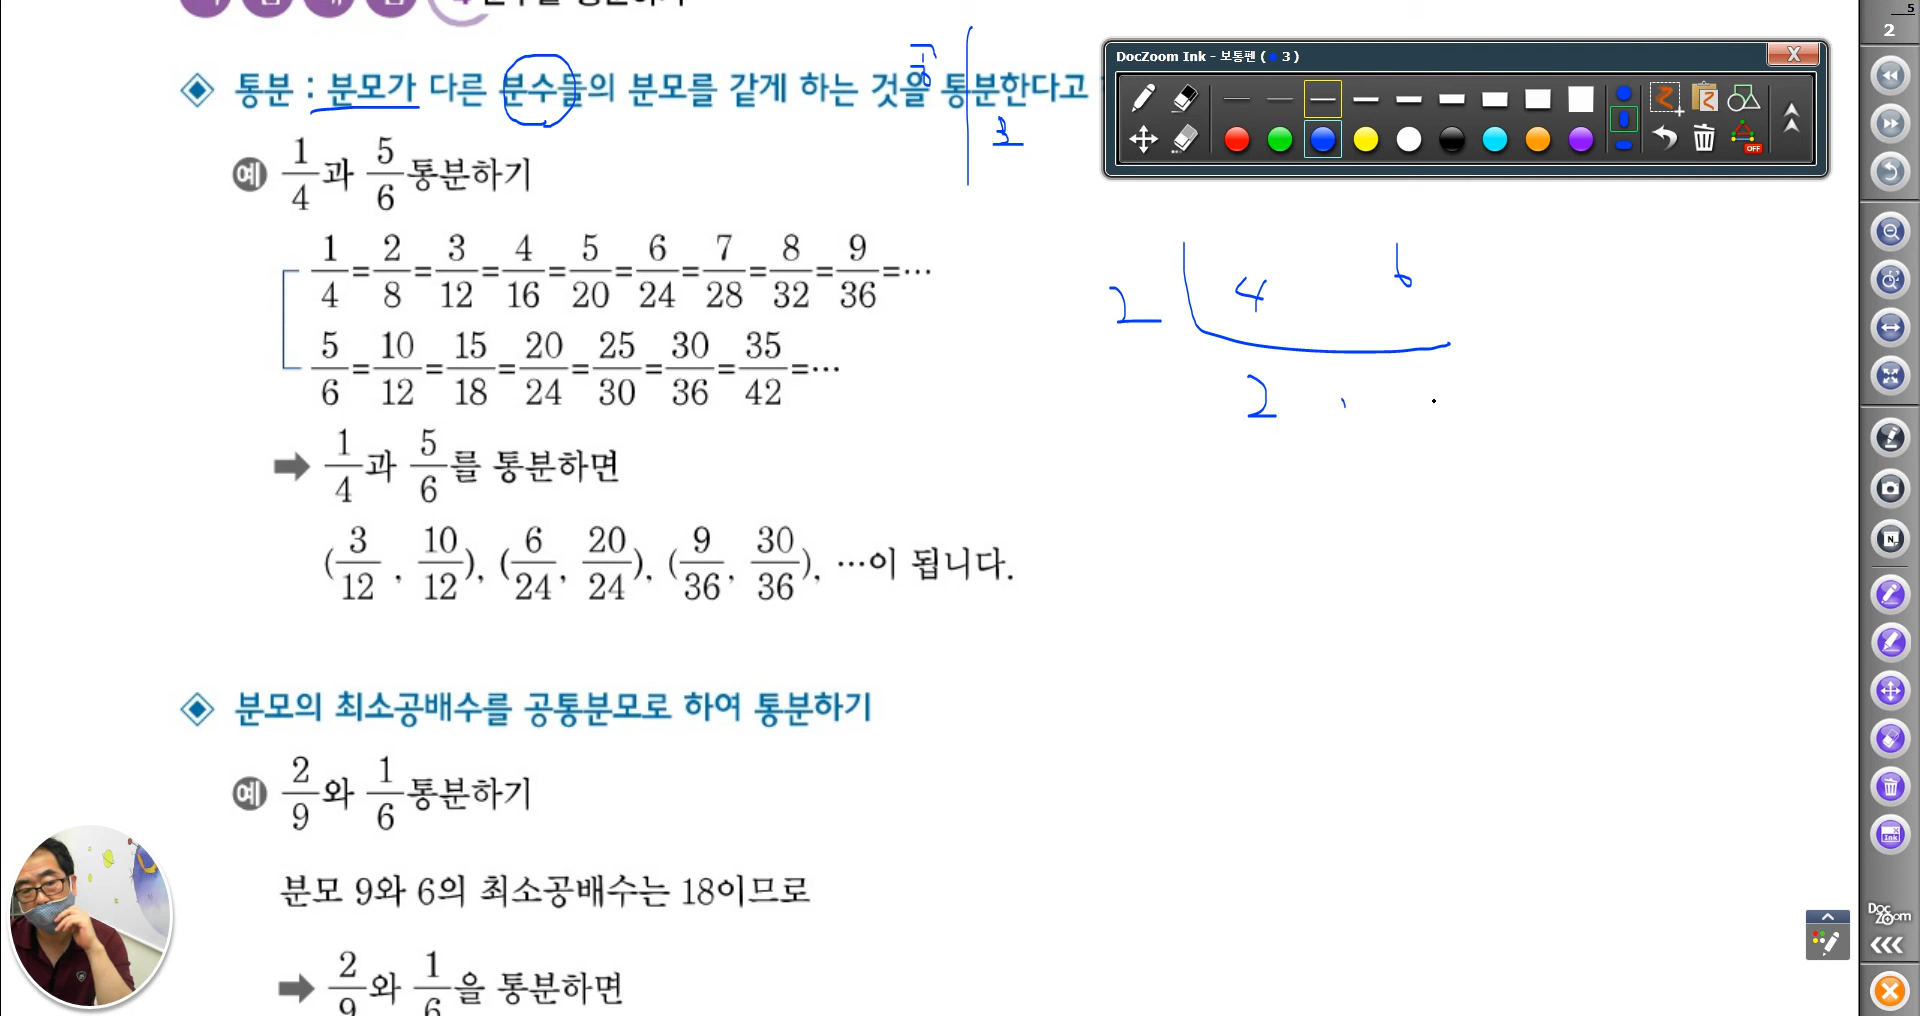 5
2
DocZoom Ink - 보통펜 ( 3 )
X
OFF
통분 : 분모가 다른 분수들의 분모를 같게 하는 것을 통분한다고
3
예 1/4과 5/6 통분하기
1/4=2/8=3/12=4/16=5/20=6/24=7/28=8/32=9/36=…
5/6=10/12=15/18=20/24=25/30=30/36=35/42=…
2 4 6
2
➡ 1/4과 5/6를 통분하면
(3/12, 10/12), (6/24, 20/24), (9/36, 30/36), …이 됩니다.
분모의 최소공배수를 공통분모로 하여 통분하기
예 2/9와 1/6 통분하기
분모 9와 6의 최소공배수는 18이므로
➡ 2/9와 1/6을 통분하면
N
Ink
DocZoom